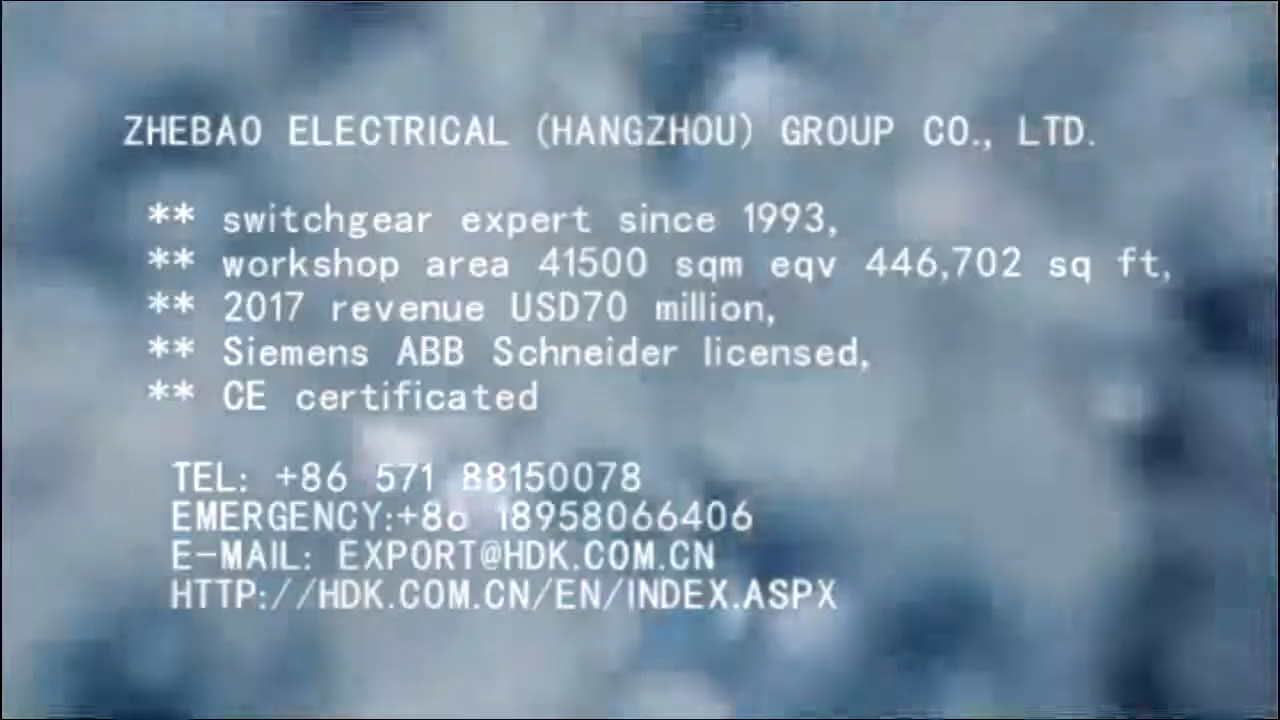 ZHEBAO ELECTRICAL (HANGZHOU) GROUP CO., LTD.
** switchgear expert since 1993,
** workshop area 41500 sqm eqv 446,702 sq ft,
** 2017 revenue USD70 million,
** Siemens ABB Schneider licensed,
** CE certificated
TEL: +86 571 88150078
EMERGENCY:+86 18958066406
E-MAIL: EXPORT@HDK.COM.CN
HTTP://HDK.COM.CN/EN/INDEX.ASPX